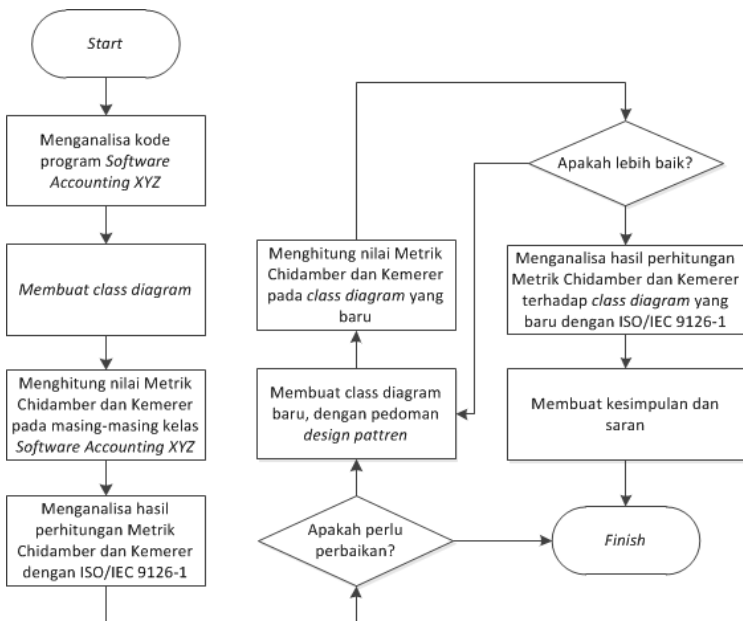 Start
Menganalisa kode
program Software
Accounting XYZ
Membuat class diagram
Menghitung nilai Metrik
Chidamber dan Kemerer
pada masing-masing kelas
Software Accounting XYZ
Menganalisa hasil
perhitungan Metrik
Chidamber dan Kemerer
dengan ISO/IEC 9126-1
Apakah perlu
perbaikan?
Membuat class diagram
baru, dengan pedoman
design pattren
Menghitung nilai Metrik
Chidamber dan Kemerer
pada class diagram yang
baru
Apakah lebih baik?
Menganalisa hasil perhitungan
Metrik Chidamber dan Kemerer
terhadap class diagram yang
baru dengan ISO/IEC 9126-1
Membuat kesimpulan dan
saran
Finish